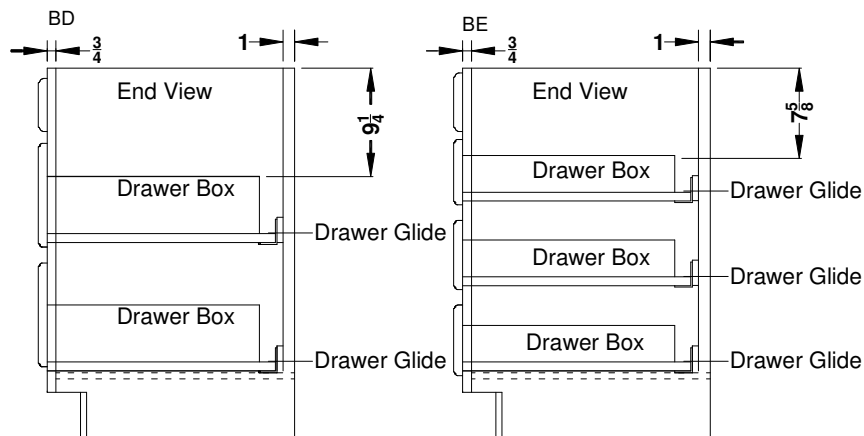 BD
3/4
1
End View
9 1/4
Drawer Box
Drawer Glide
Drawer Box
Drawer Glide
BE
3/4
1
End View
7 5/8
Drawer Box
Drawer Glide
Drawer Box
Drawer Glide
Drawer Box
Drawer Glide